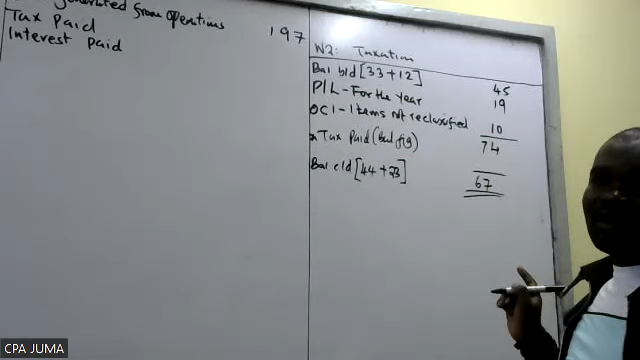 generated from operations 197
Tax Paid
Interest Paid
W2: Taxation
Bal b/d [33+12] 45
P/L - For the year 19
OCI - Items not reclassified 10
Tax Paid (bal fig) 74
Bal c/d [44+23] 67
CPA JUMA